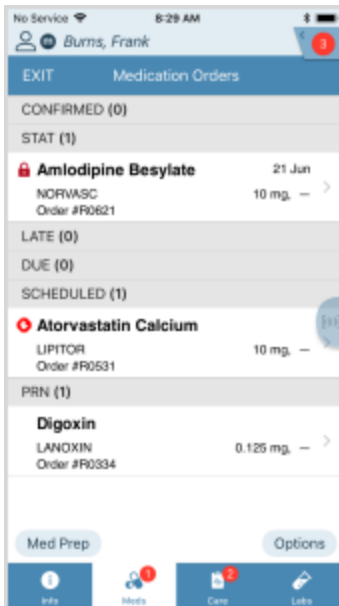 No Service 8:29 AM
Burns, Frank
3
EXIT Medication Orders
CONFIRMED (0)
STAT (1)
Amlodipine Besylate 21 Jun
NORVASC 10 mg, —
Order #R0621
LATE (0)
DUE (0)
SCHEDULED (1)
Atorvastatin Calcium
LIPITOR 10 mg, —
Order #R0531
PRN (1)
Digoxin
LANOXIN 0.125 mg, —
Order #R0334
Med Prep Options
1 2
Info Meds Care Labs